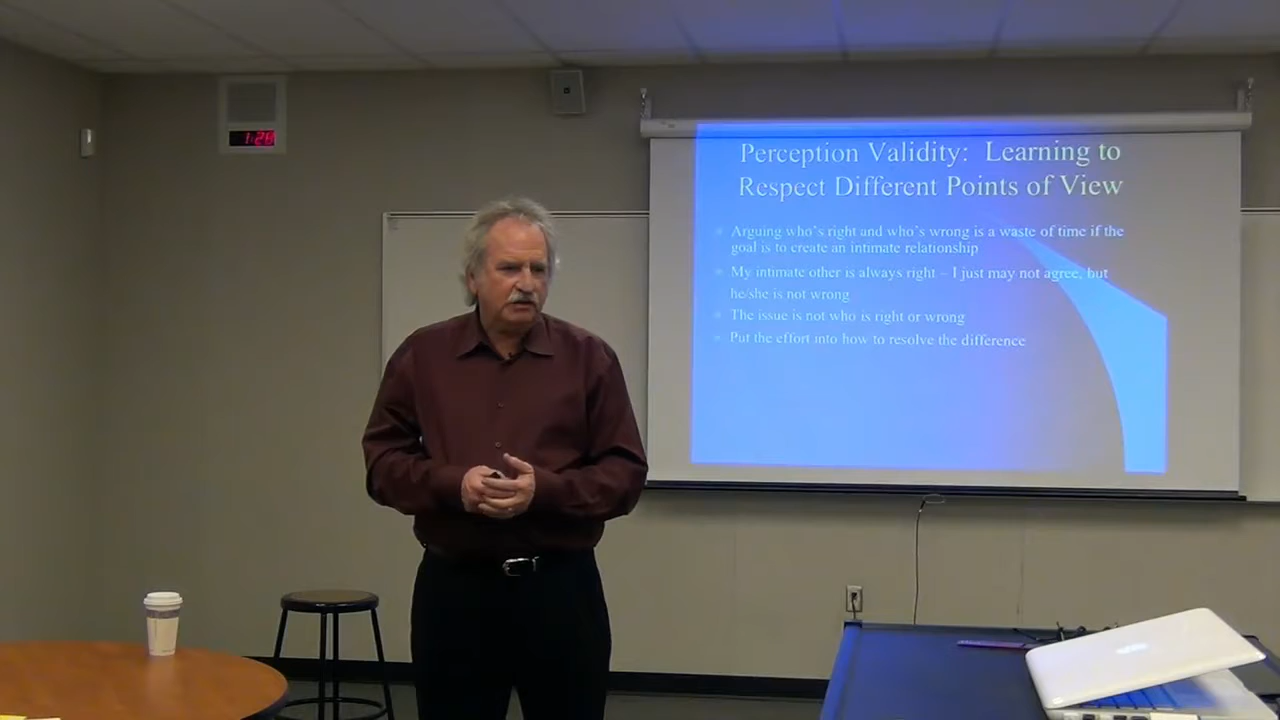 1:20
Perception Validity: Learning to
Respect Different Points of View
Arguing who's right and who's wrong is a waste of time if the
goal is to create an intimate relationship
My intimate other is always right – I just may not agree, but
he/she is not wrong
The issue is not who is right or wrong
Put the effort into how to resolve the difference